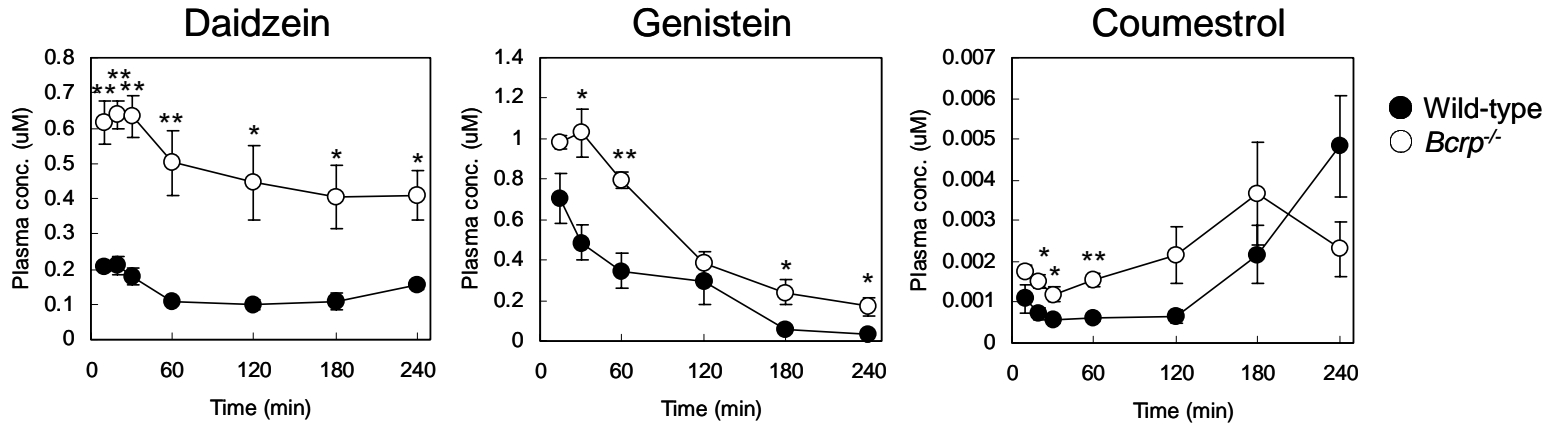 Daidzein
Plasma conc. (uM)
0.8
0.7
0.6
0.5
0.4
0.3
0.2
0.1
0
** ** ** ** * * *
0 60 120 180 240
Time (min)
Genistein
Plasma conc. (uM)
1.4
1.2
1
0.8
0.6
0.4
0.2
0
* ** * *
0 60 120 180 240
Time (min)
Coumestrol
Plasma conc. (uM)
0.007
0.006
0.005
0.004
0.003
0.002
0.001
0
* * **
0 60 120 180 240
Time (min)
Wild-type
Bcrp-/-